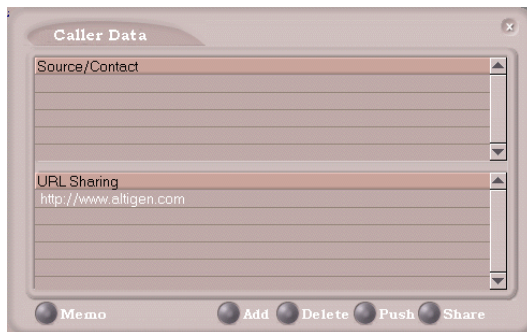 Caller Data
Source/Contact
URL Sharing
http://www.altigen.com
Memo Add Delete Push Share